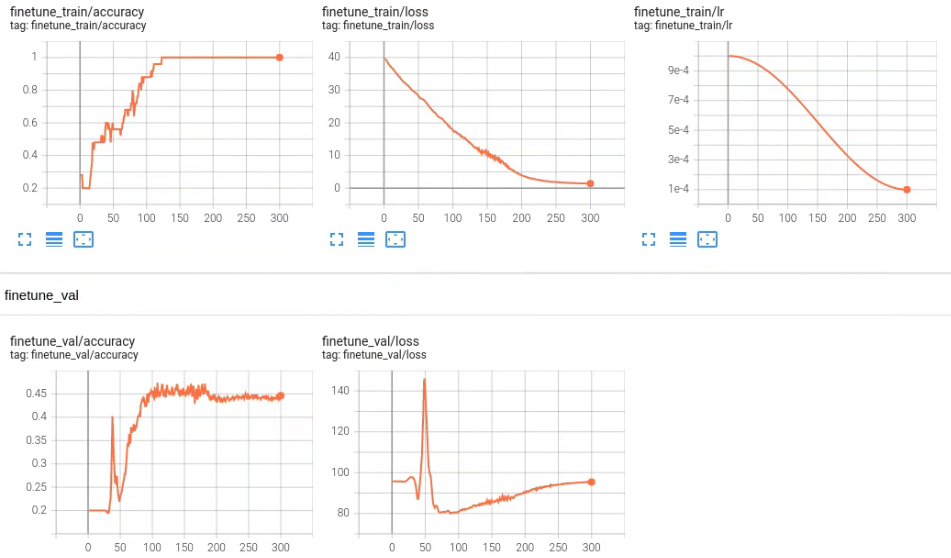 finetune_train/accuracy
tag: finetune_train/accuracy
1
0.8
0.6
0.4
0.2
0 50 100 150 200 250 300
finetune_train/loss
tag: finetune_train/loss
40
30
20
10
0
0 50 100 150 200 250 300
finetune_train/lr
tag: finetune_train/lr
9e-4
7e-4
5e-4
3e-4
1e-4
0 50 100 150 200 250 300
finetune_val
finetune_val/accuracy
tag: finetune_val/accuracy
0.45
0.4
0.35
0.3
0.25
0.2
0 50 100 150 200 250 300
finetune_val/loss
tag: finetune_val/loss
140
120
100
80
0 50 100 150 200 250 300